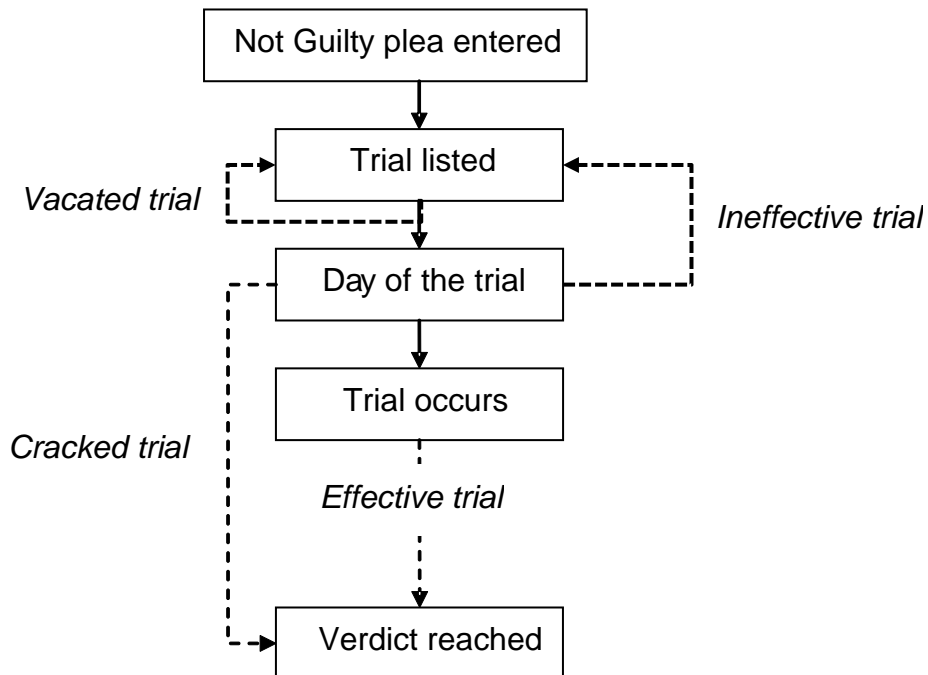 Not Guilty plea entered
Trial listed
Vacated trial
Ineffective trial
Day of the trial
Trial occurs
Cracked trial
Effective trial
Verdict reached